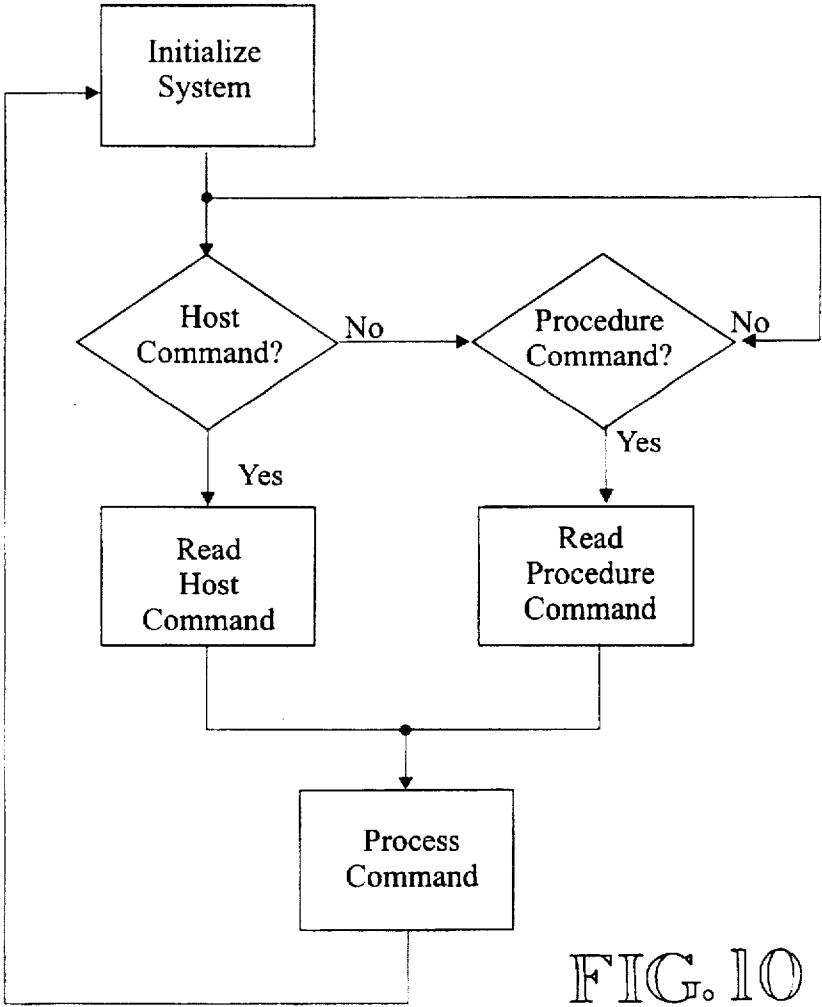 Initialize
System
Host
Command?
No
Procedure
Command?
No
Yes
Yes
Read
Host
Command
Read
Procedure
Command
Process
Command
FIG. 10